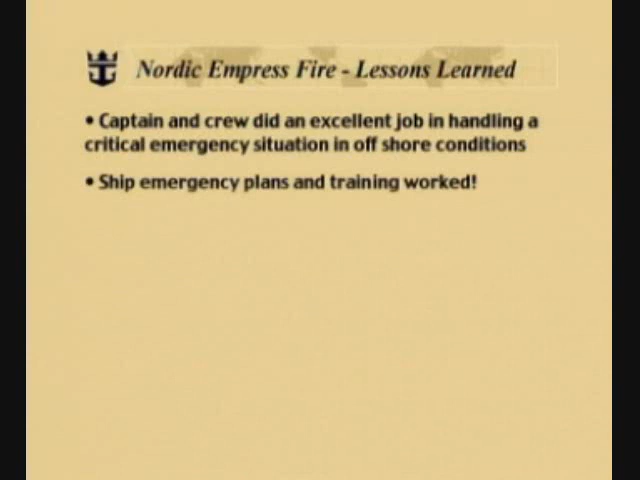 Nordic Empress Fire - Lessons Learned
• Captain and crew did an excellent job in handling a
critical emergency situation in off shore conditions
• Ship emergency plans and training worked!